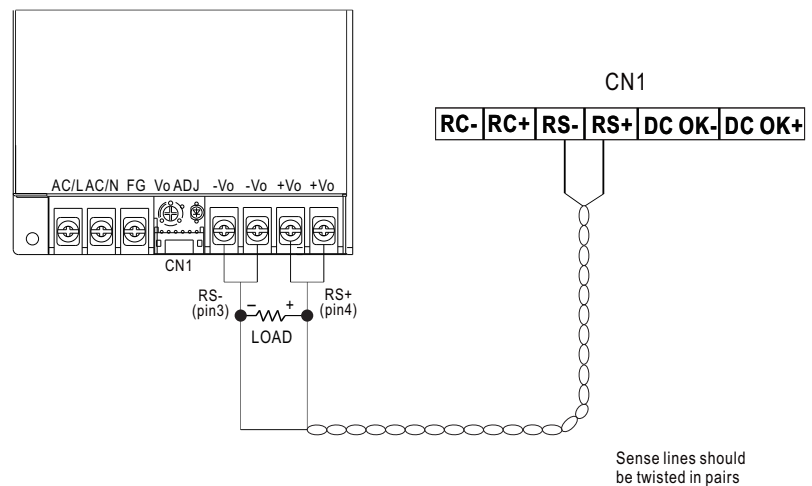 CN1
RC- RC+ RS- RS+ DC OK- DC OK+
AC/L AC/N FG Vo ADJ -Vo -Vo +Vo +Vo
CN1
RS-
(pin3)
RS+
(pin4)
– +
LOAD
Sense lines should
be twisted in pairs